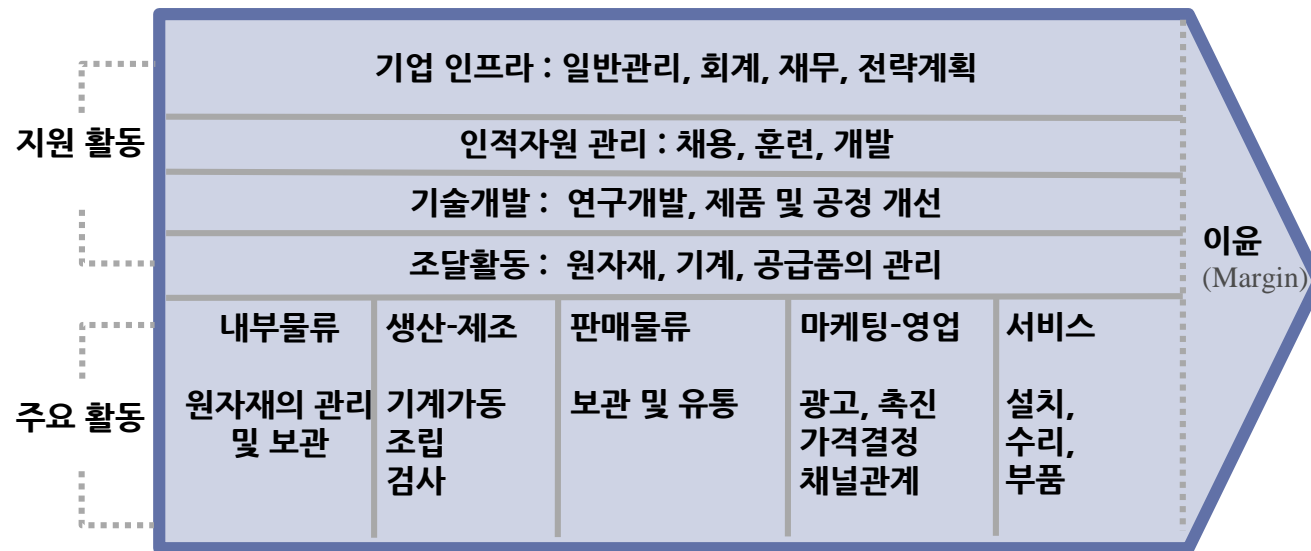 기업 인프라 : 일반관리, 회계, 재무, 전략계획
지원 활동
인적자원 관리 : 채용, 훈련, 개발
기술개발 : 연구개발, 제품 및 공정 개선
조달활동 : 원자재, 기계, 공급품의 관리
이윤
(Margin)
주요 활동
내부물류
원자재의 관리
및 보관
생산-제조
기계가동
조립
검사
판매물류
보관 및 유통
마케팅-영업
광고, 촉진
가격결정
채널관계
서비스
설치,
수리,
부품